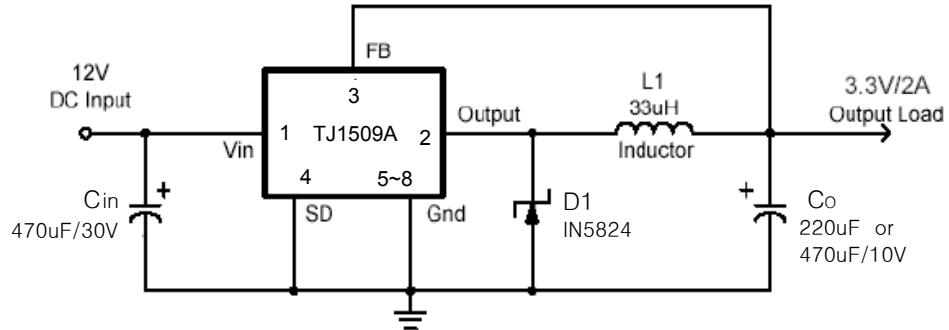 FB
12V
DC Input
3
L1
33uH
3.3V/2A
Output Load
Output
1
TJ1509A
2
Vin
Inductor
4
5~8
Cin
470uF/30V
+
SD
Gnd
D1
IN5824
+
Co
220uF or
470uF/10V